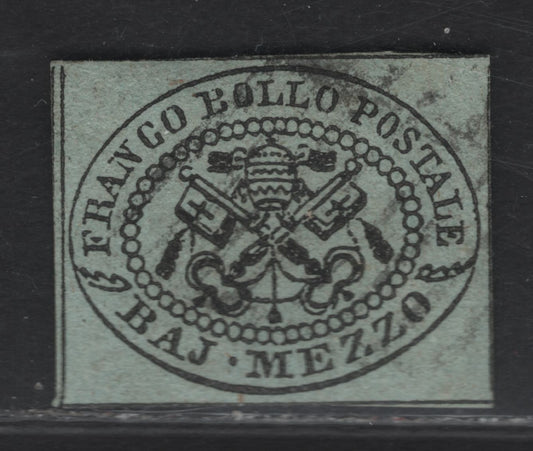 FRANCO BOLLO POSTALE
BAJ · MEZZO